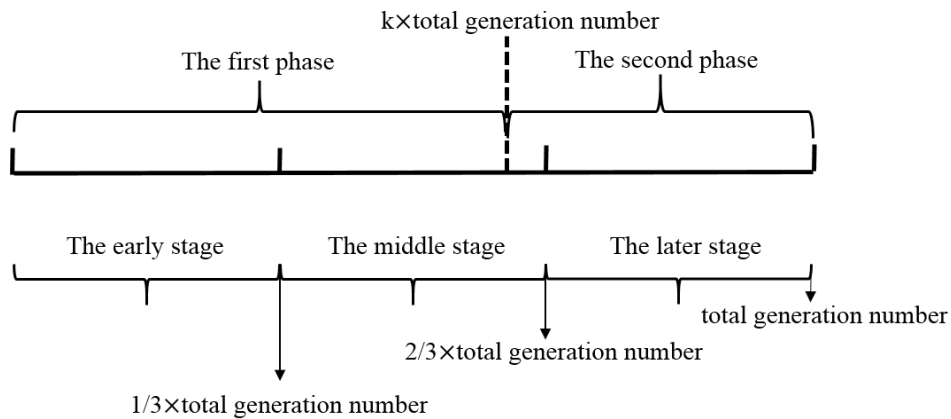 k×total generation number
The first phase
The second phase
The early stage
The middle stage
The later stage
total generation number
2/3×total generation number
1/3×total generation number